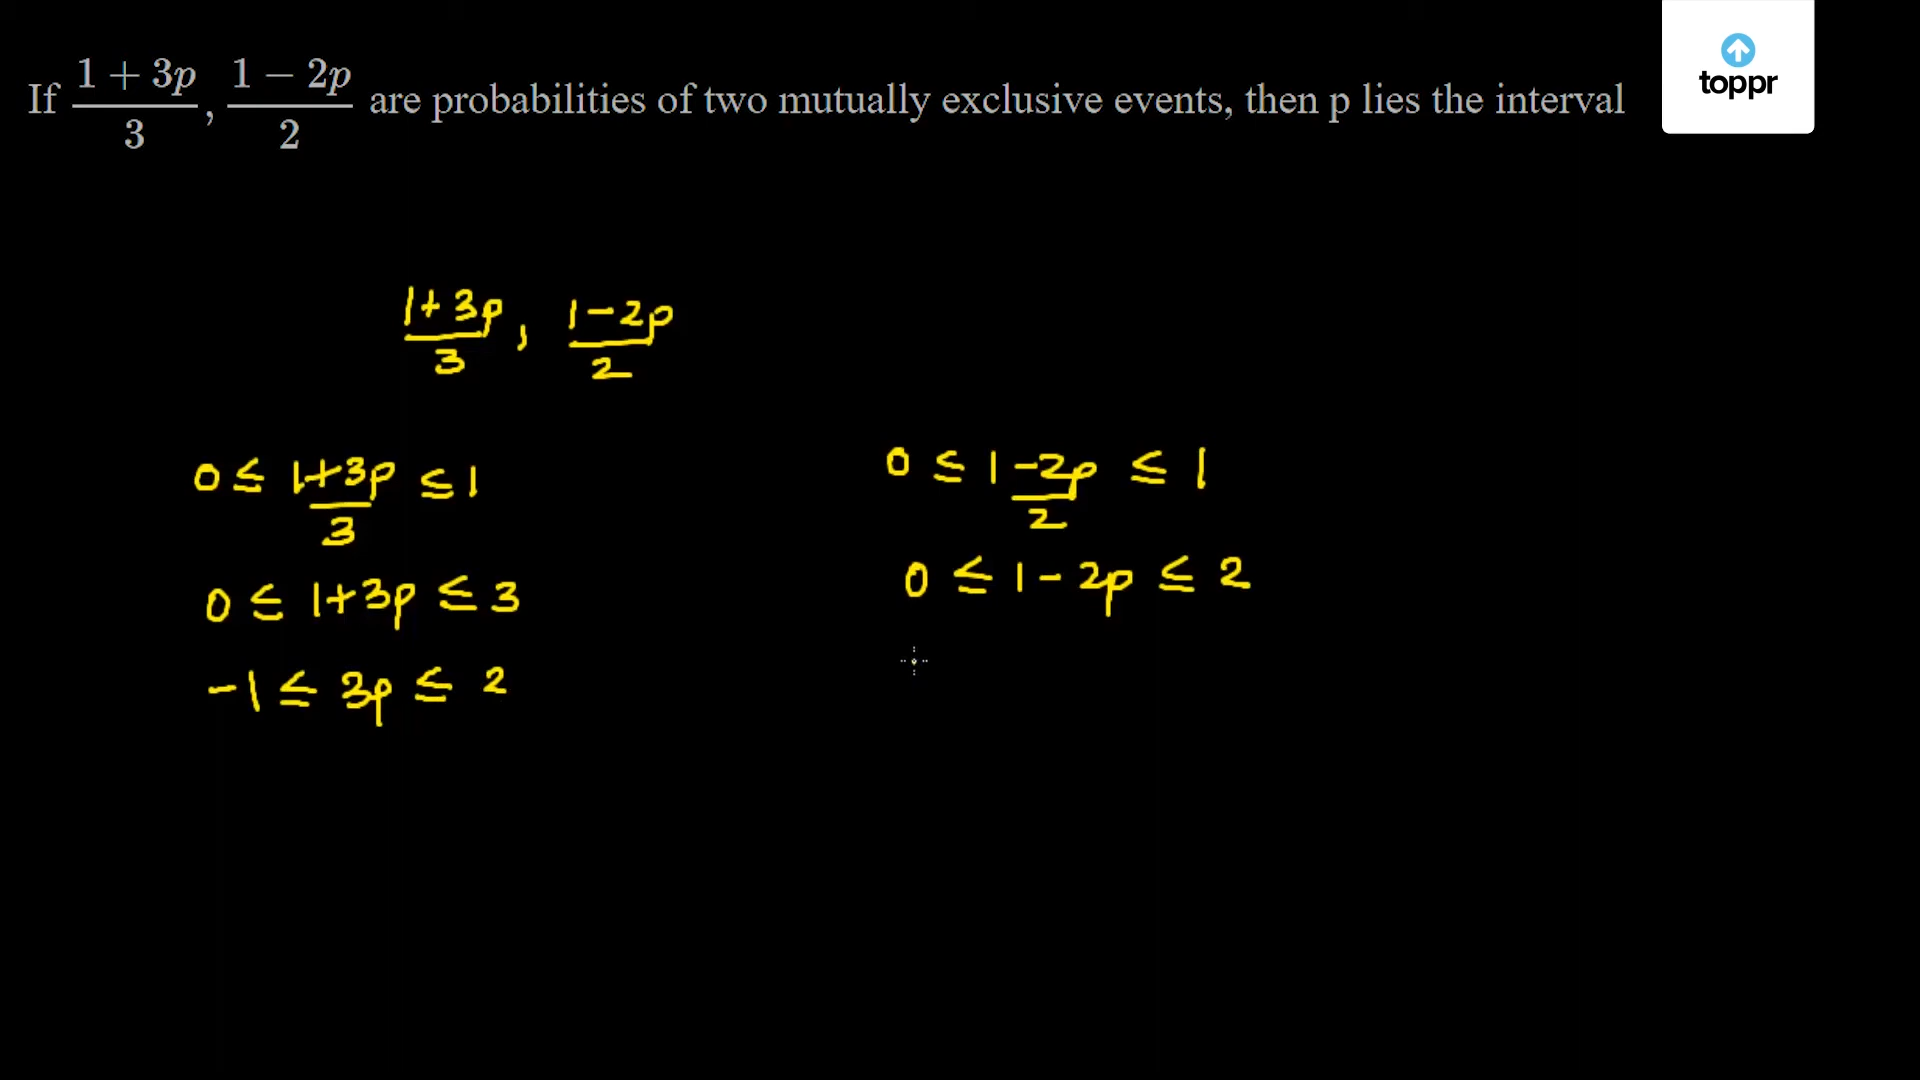 If (1 + 3p)/3 , (1 − 2p)/2 are probabilities of two mutually exclusive events, then p lies the interval
toppr
(1+3p)/3 , (1−2p)/2
0 ≤ (1+3p)/3 ≤ 1
0 ≤ (1−2p)/2 ≤ 1
0 ≤ 1+3p ≤ 3
0 ≤ 1−2p ≤ 2
−1 ≤ 3p ≤ 2